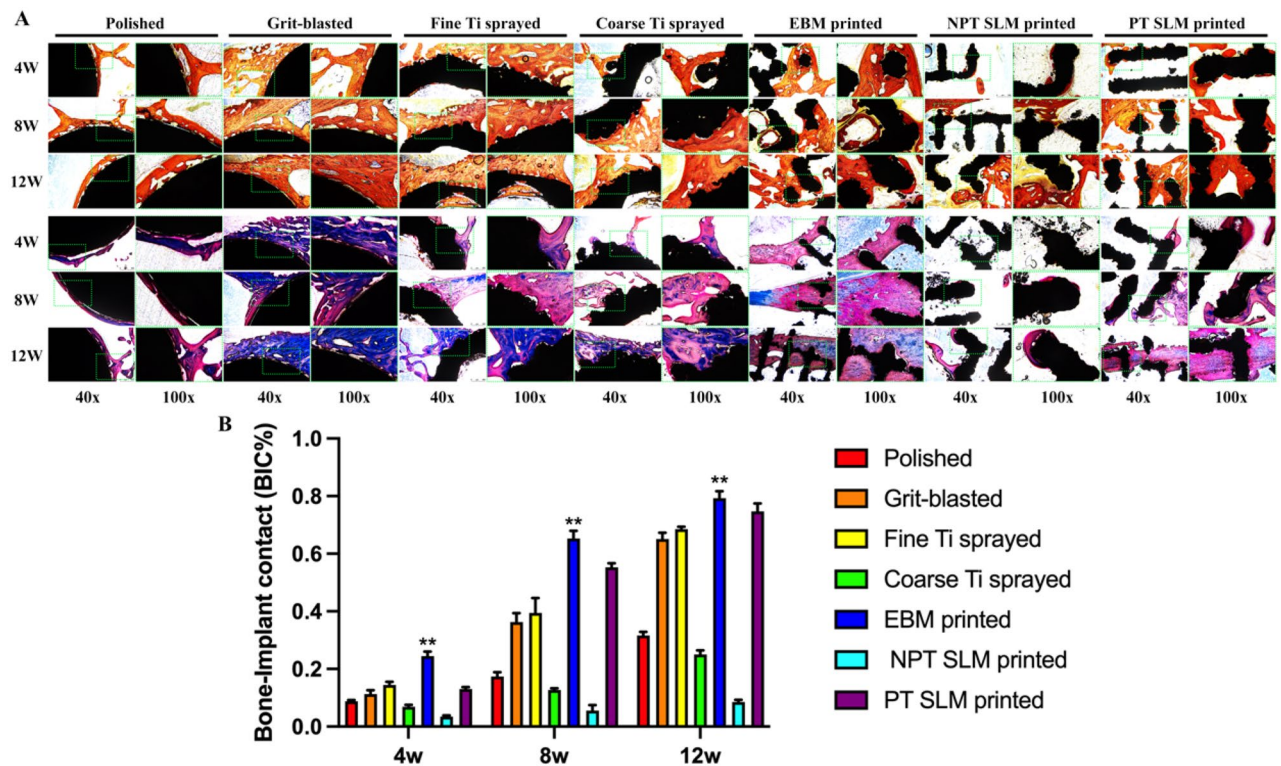 A
Polished Grit-blasted Fine Ti sprayed Coarse Ti sprayed EBM printed NPT SLM printed PT SLM printed
4W
8W
12W
4W
8W
12W
40x 100x 40x 100x 40x 100x 40x 100x 40x 100x 40x 100x 40x 100x
B
Bone-Implant contact (BIC%)
1.0
0.8
0.6
0.4
0.2
0.0
**
**
**
4w 8w 12w
Polished
Grit-blasted
Fine Ti sprayed
Coarse Ti sprayed
EBM printed
NPT SLM printed
PT SLM printed